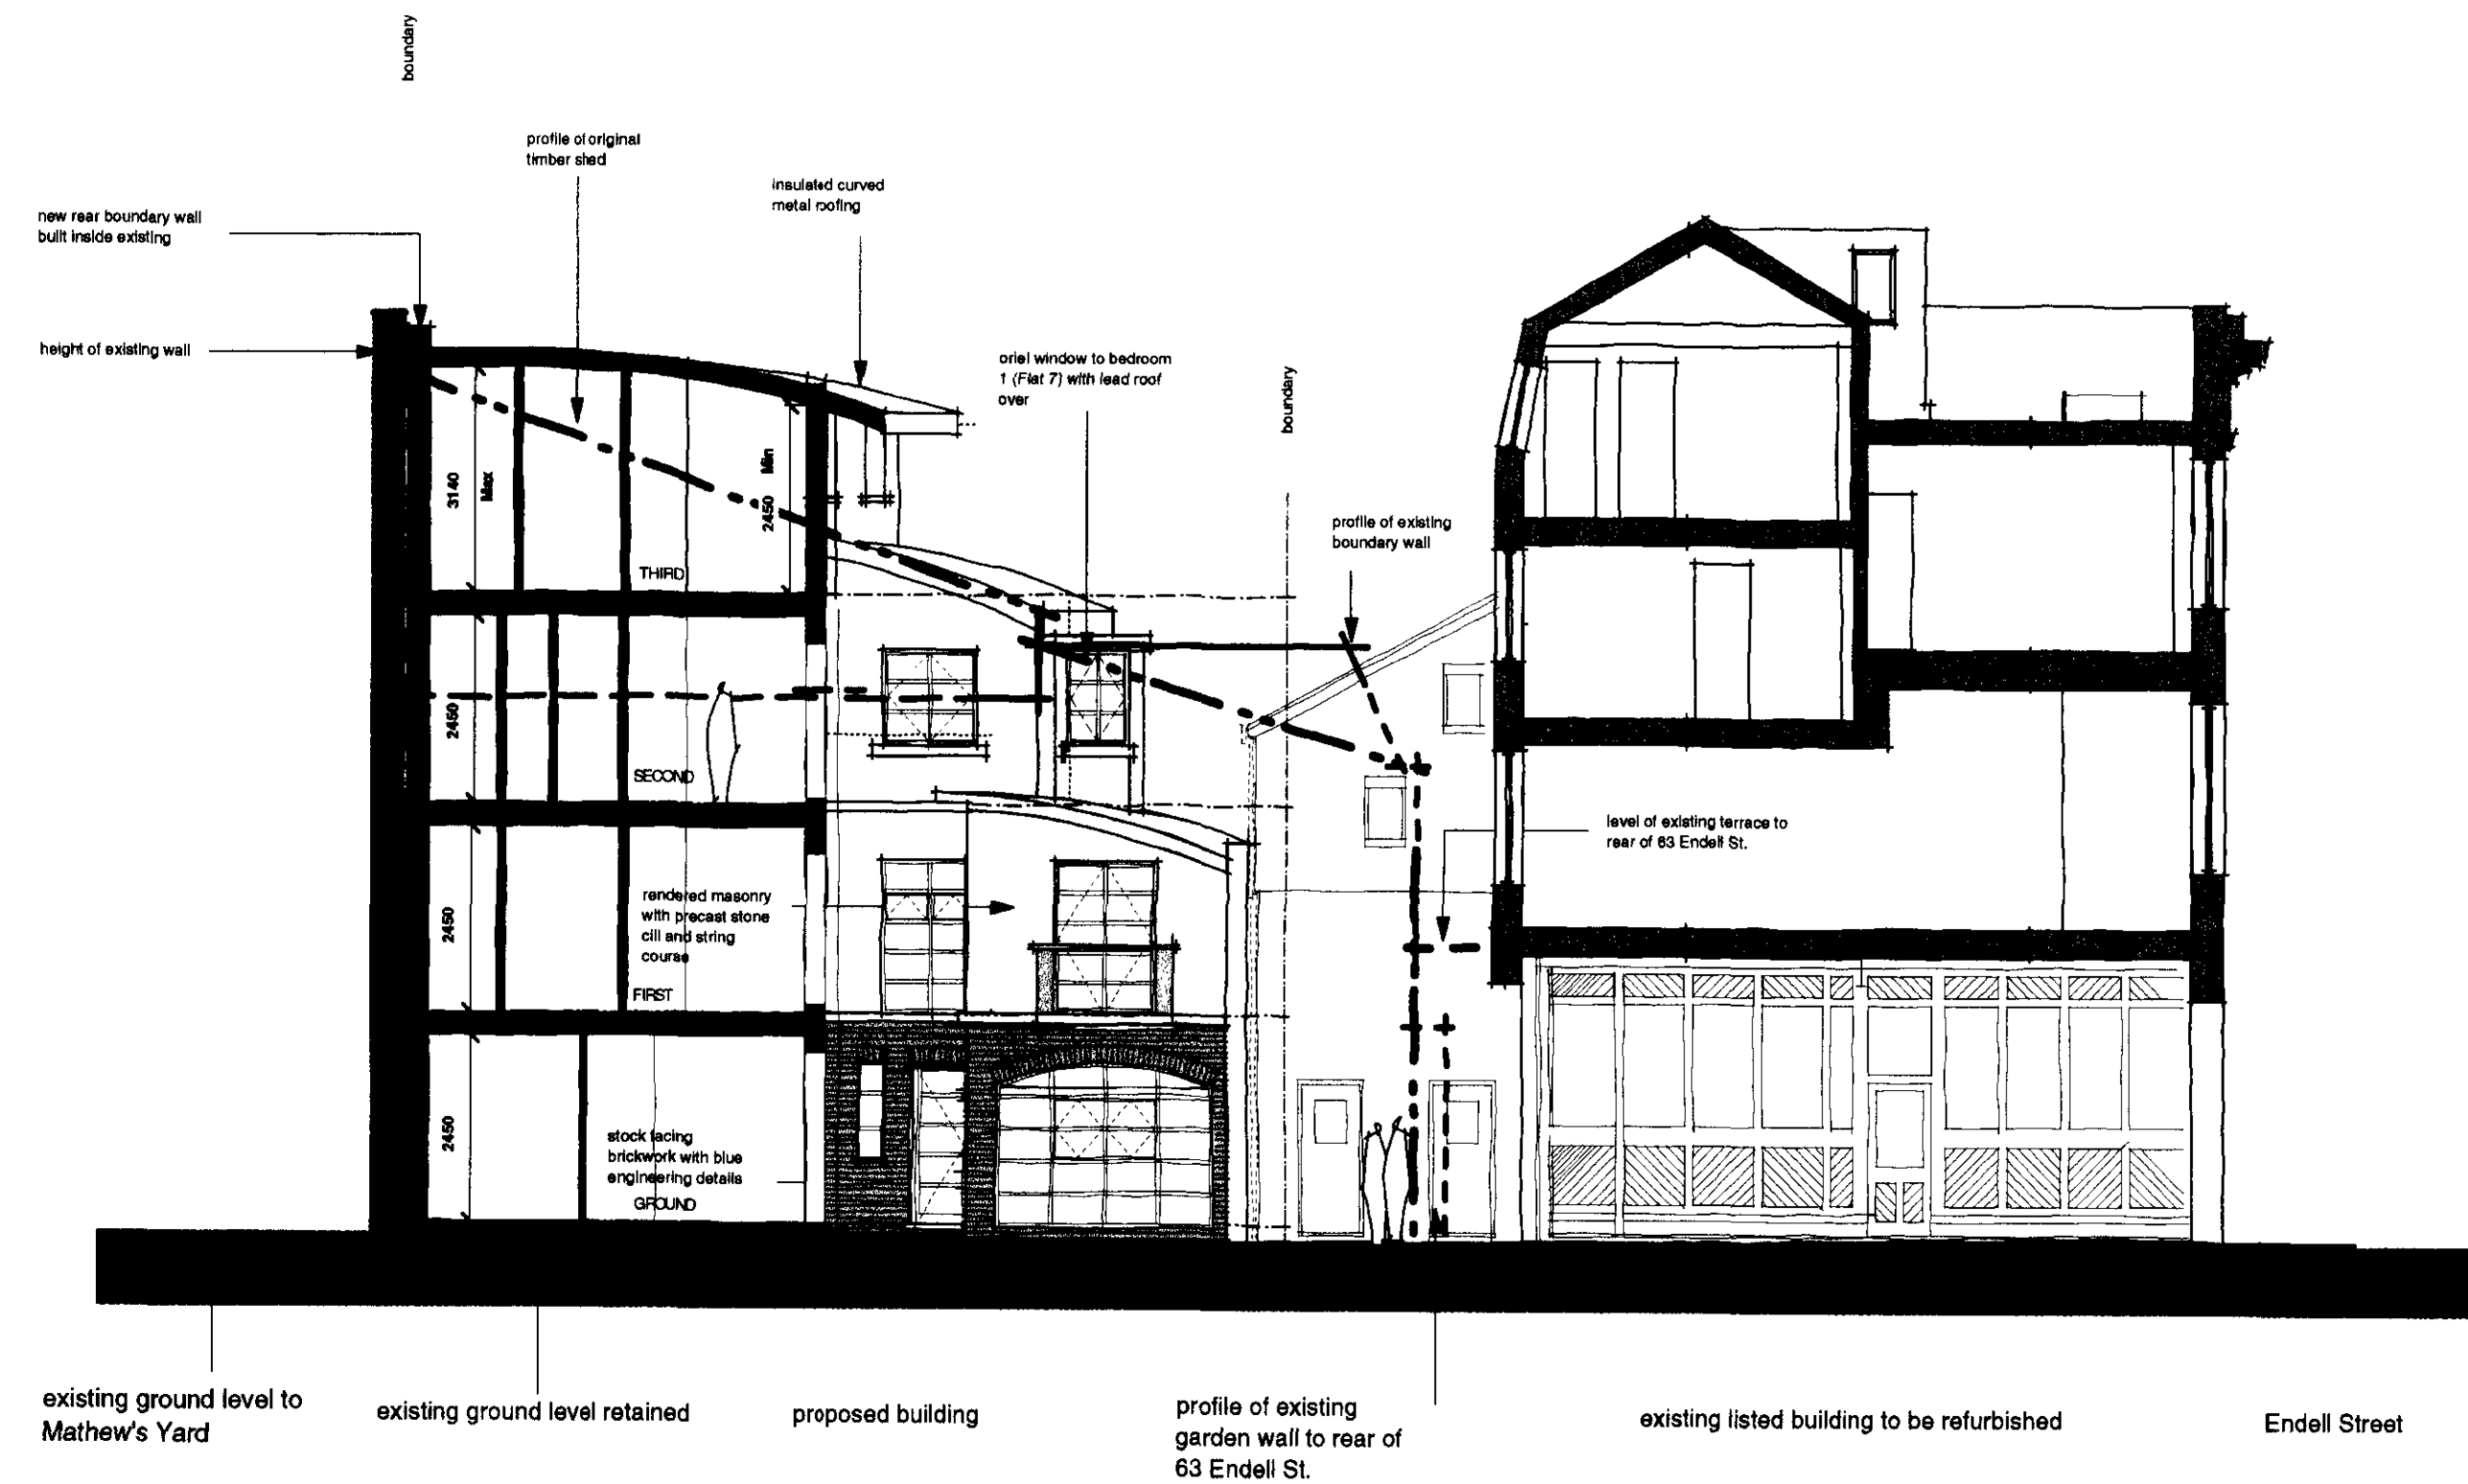 boundary
profile of original
timber shed
insulated curved
metal roofing
new rear boundary wall
built inside existing
height of existing wall
oriel window to bedroom
1 (Flat 7) with lead roof
over
boundary
profile of existing
boundary wall
3140
Max
2450
Min
THIRD
2450
SECOND
level of existing terrace to
rear of 63 Endell St.
rendered masonry
with precast stone
cill and string
course
2450
FIRST
2450
stock facing
brickwork with blue
engineering details
GROUND
existing ground level to
Mathew's Yard
existing ground level retained
proposed building
profile of existing
garden wall to rear of
63 Endell St.
existing listed building to be refurbished
Endell Street